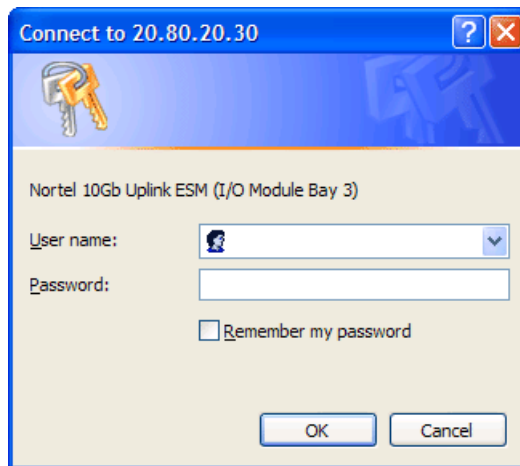 Connect to 20.80.20.30
Nortel 10Gb Uplink ESM (I/O Module Bay 3)
User name:
Password:
Remember my password
OK Cancel